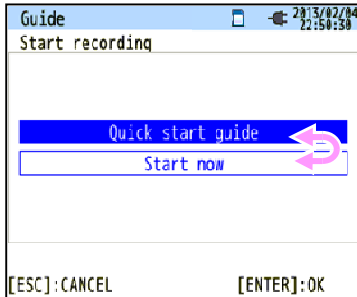 Guide
2013/02/04
22:50:30
Start recording
Quick start guide
Start now
[ESC]:CANCEL
[ENTER]:OK